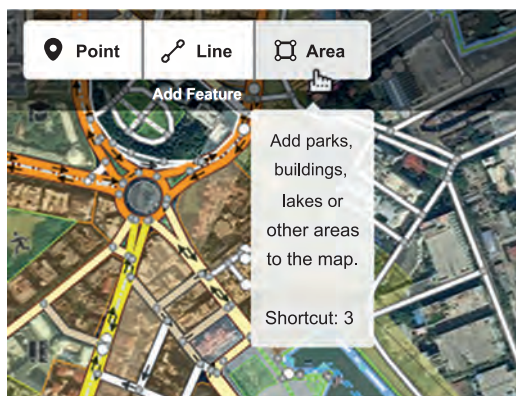 Point Line Area
Add Feature
Add parks,
buildings,
lakes or
other areas
to the map.
Shortcut: 3